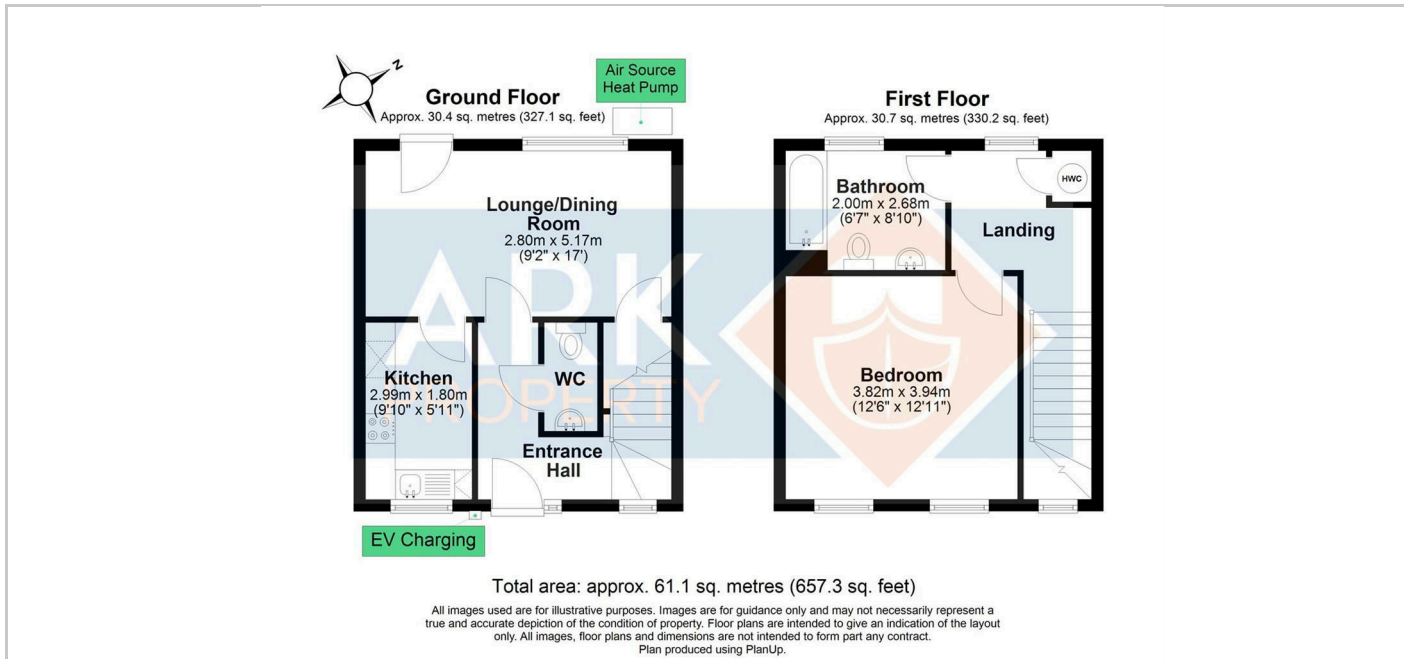 N
Ground Floor
Approx. 30.4 sq. metres (327.1 sq. feet)
Air Source
Heat Pump
Lounge/Dining
Room
2.80m x 5.17m
(9'2" x 17')
Kitchen
2.99m x 1.80m
(9'10" x 5'11")
WC
Entrance
Hall
EV Charging
First Floor
Approx. 30.7 sq. metres (330.2 sq. feet)
Bathroom
2.00m x 2.68m
(6'7" x 8'10")
HWC
Landing
Bedroom
3.82m x 3.94m
(12'6" x 12'11")
ARK
PROPERTY
Total area: approx. 61.1 sq. metres (657.3 sq. feet)
All images used are for illustrative purposes. Images are for guidance only and may not necessarily represent a
true and accurate depiction of the condition of property. Floor plans are intended to give an indication of the layout
only. All images, floor plans and dimensions are not intended to form part any contract.
Plan produced using PlanUp.